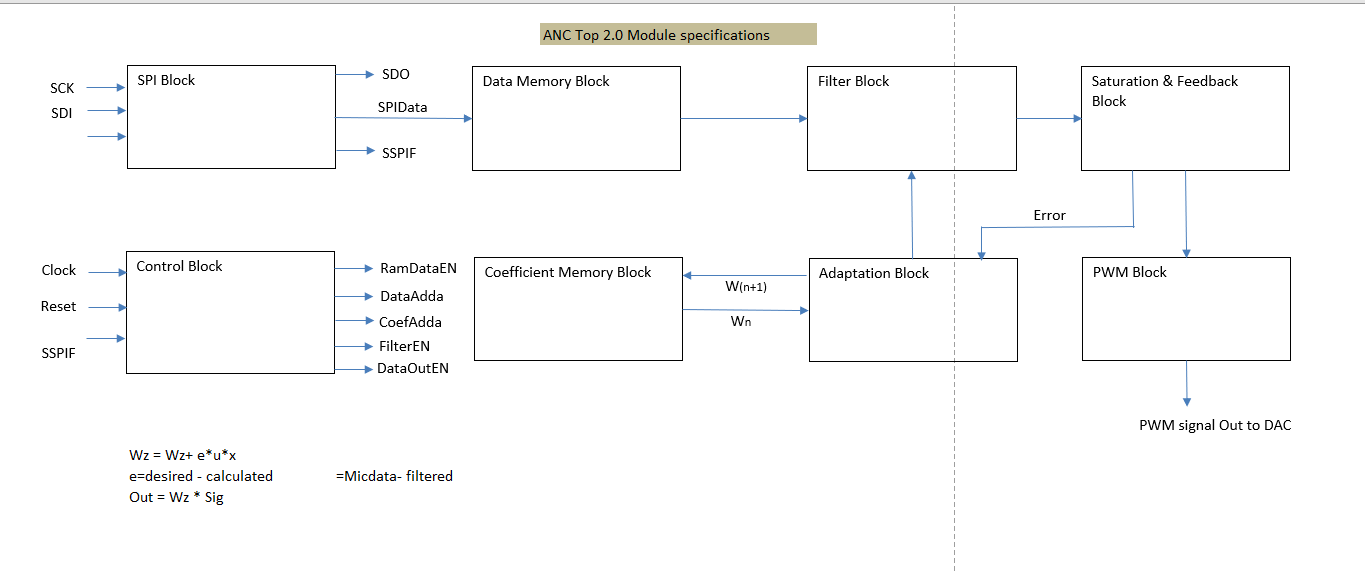 ANC Top 2.0 Module specifications
SPI Block
SCK
SDI
SDO
SPIData
SSPIF
Data Memory Block
Filter Block
Saturation & Feedback
Block
Error
Clock
Reset
SSPIF
Control Block
RamDataEN
DataAdda
CoefAdda
FilterEN
DataOutEN
Coefficient Memory Block
W(n+1)
Wn
Adaptation Block
PWM Block
PWM signal Out to DAC
Wz = Wz+ e*u*x
e=desired - calculated =Micdata- filtered
Out = Wz * Sig